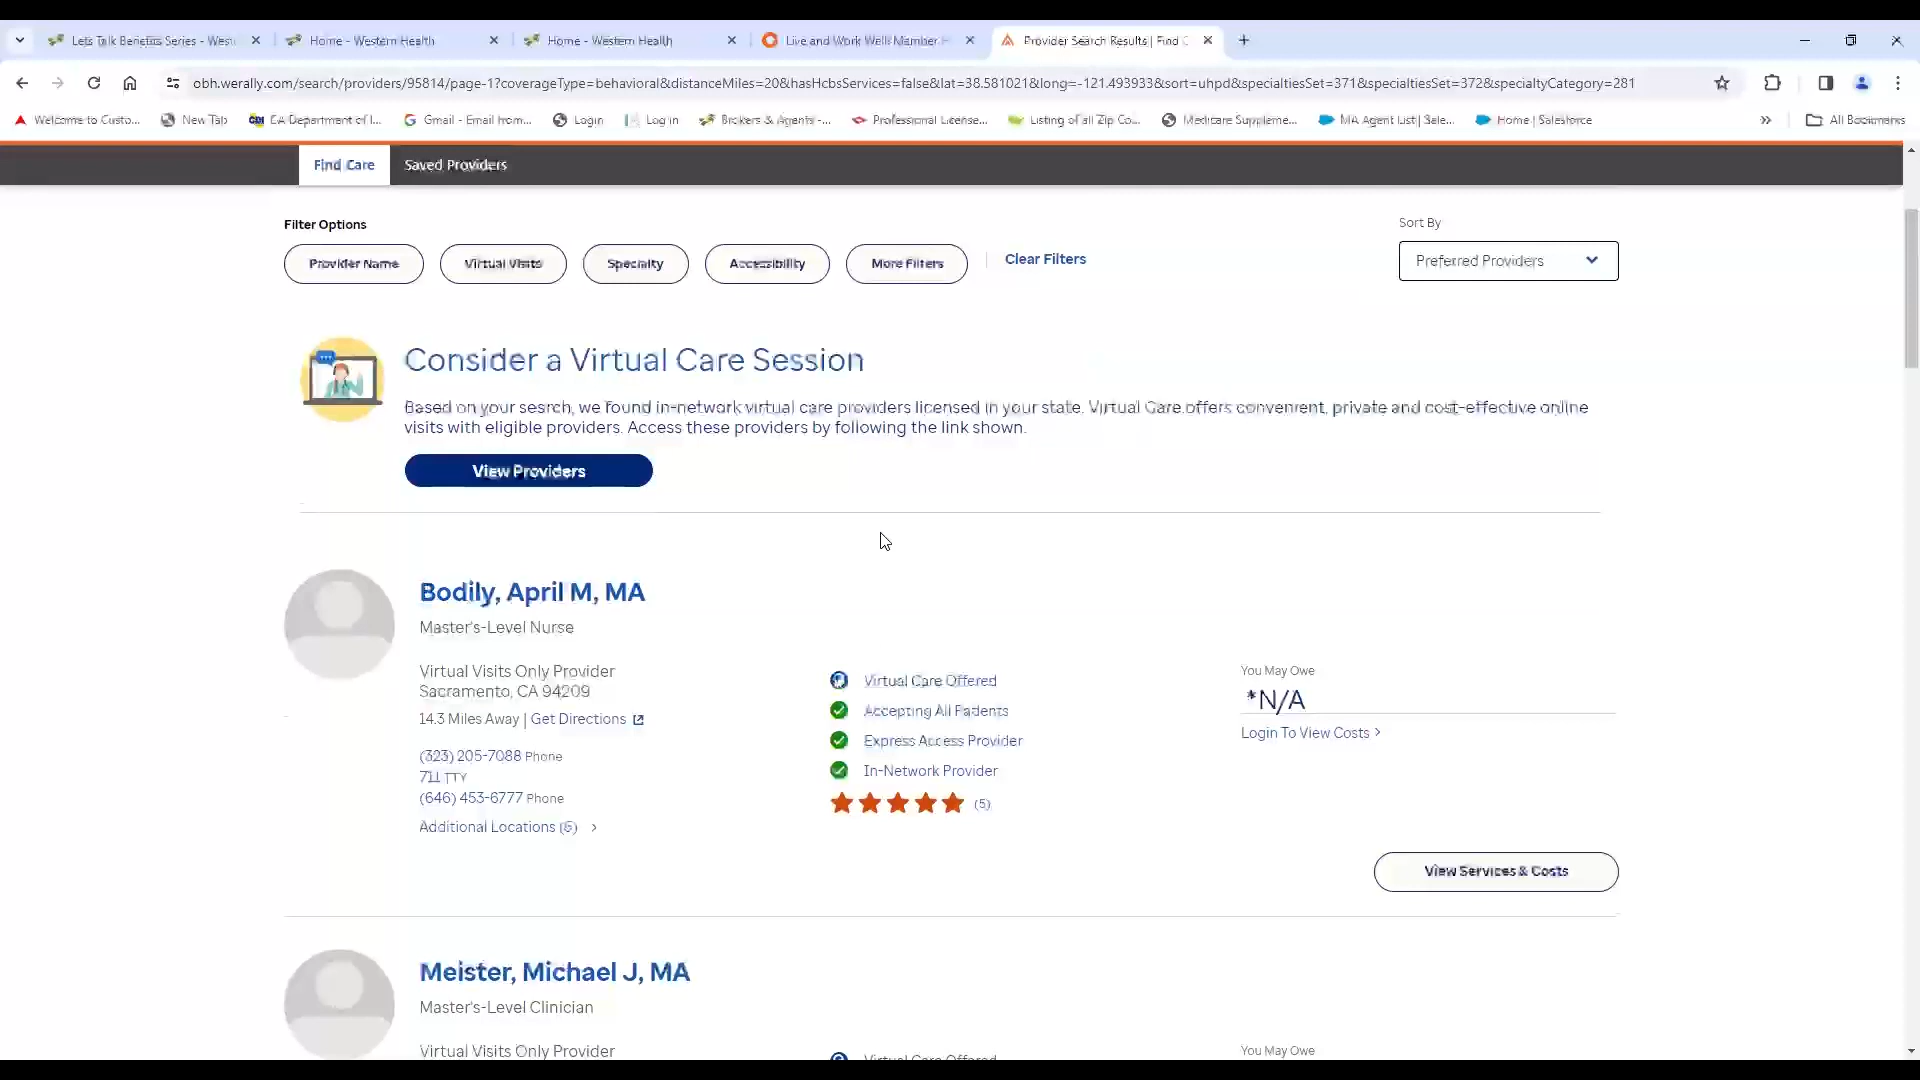 Lets Talk Benefits Series - West
Home - Western Health
Home - Western Health
Live and Work Well Member H
Provider Search Results | Find C
obh.werally.com/search/providers/95814/page-1?coverageType=behavioral&distanceMiles=20&hasHcbsServices=false&lat=38.581021&long=-121.493933&sort=uhpd&specialtiesSet=371&specialtiesSet=372&specialtyCategory=281
Welcome to Custo...
New Tab
CA Department of I...
Gmail - Email from...
Login
Log in
Brokers & Agents -...
Professional License...
Listing of all Zip Co...
Medicare Suppleme...
MA Agent List | Sale...
Home | Salesforce
All Bookmarks
Find Care
Saved Providers
Filter Options
Sort By
Provider Name
Virtual Visits
Specialty
Accessibility
More Filters
Clear Filters
Preferred Providers
Consider a Virtual Care Session
Based on your search, we found in-network virtual care providers licensed in your state. Virtual Care offers convenient, private and cost-effective online
visits with eligible providers. Access these providers by following the link shown.
View Providers
Bodily, April M, MA
Master's-Level Nurse
Virtual Visits Only Provider
Sacramento, CA 94209
14.3 Miles Away | Get Directions
(323) 205-7088 Phone
711 TTY
(646) 453-6777 Phone
Additional Locations (6)
Virtual Care Offered
Accepting All Patients
Express Access Provider
In-Network Provider
(5)
You May Owe
*N/A
Login To View Costs
View Services & Costs
Meister, Michael J, MA
Master's-Level Clinician
Virtual Visits Only Provider
Virtual Care Offered
You May Owe